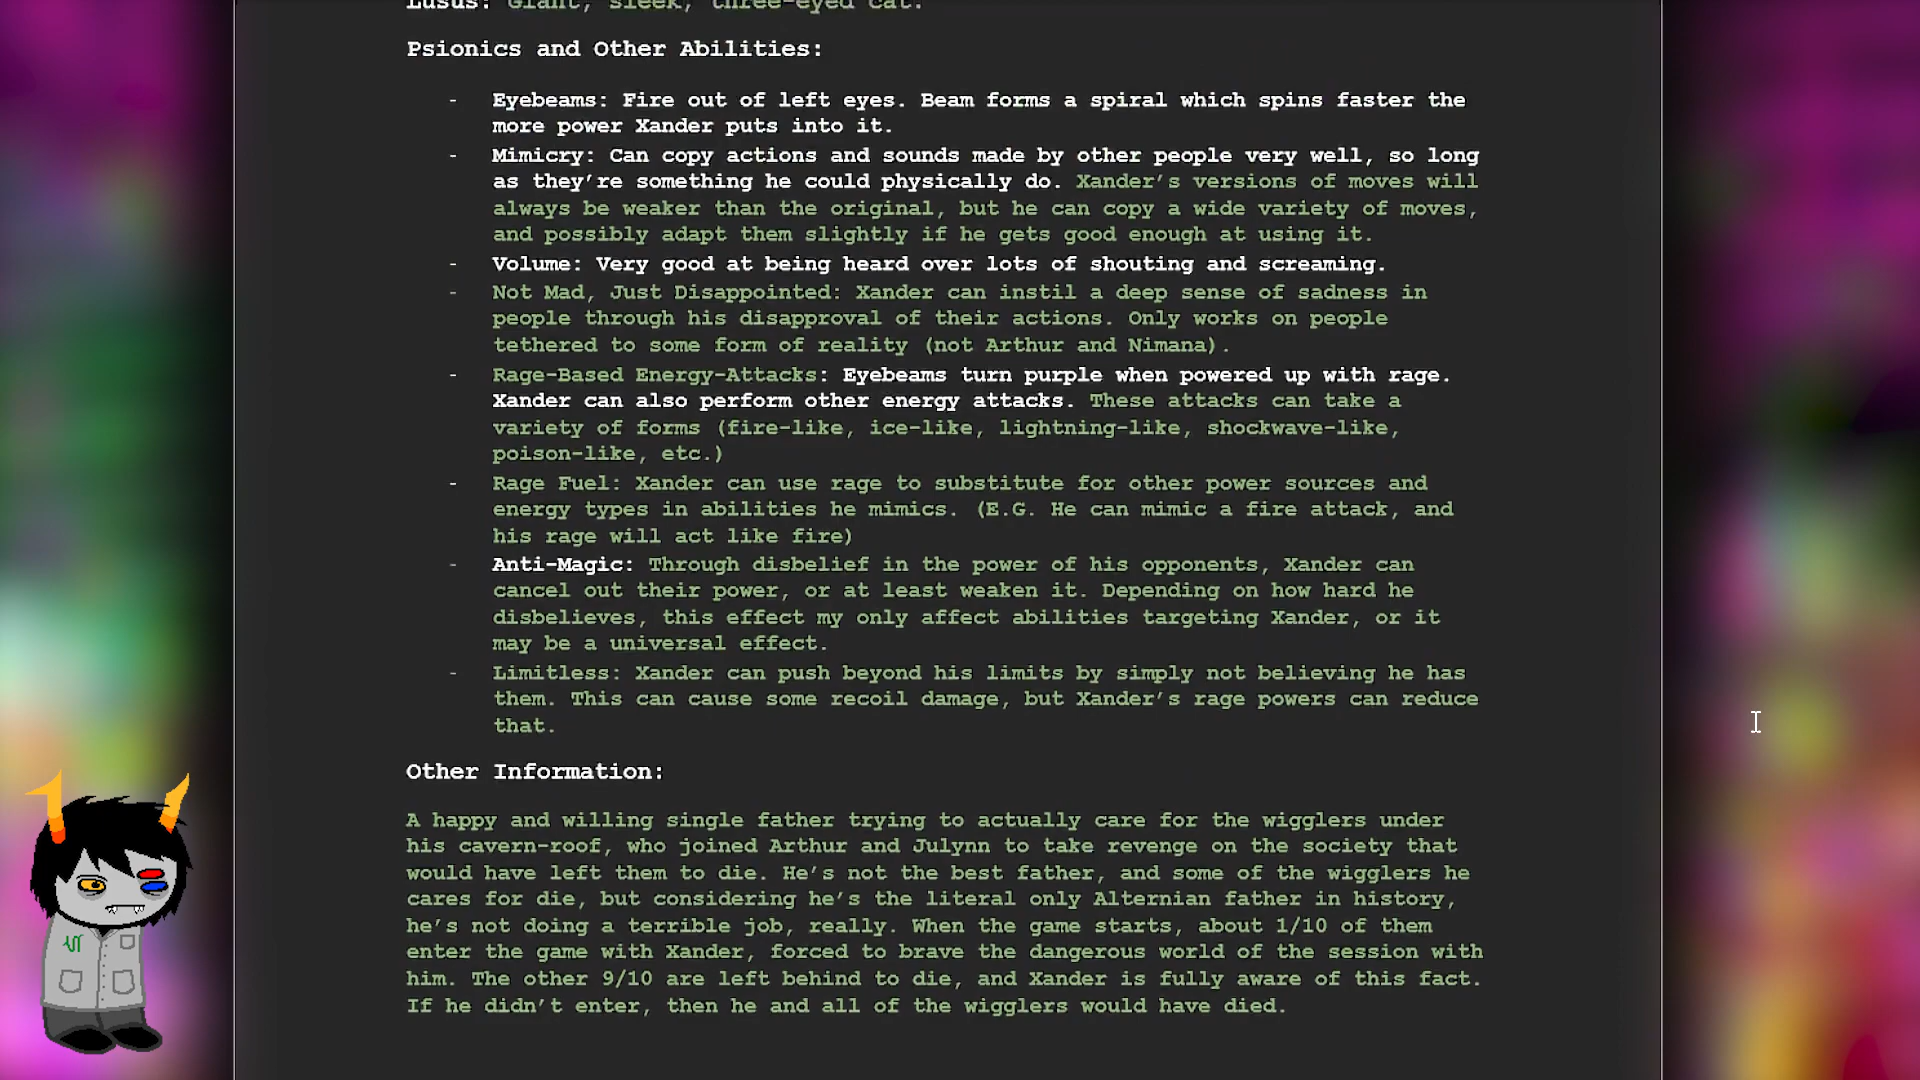 Lusus: Giant, sleek, three-eyed cat.
Psionics and Other Abilities:
- Eyebeams: Fire out of left eyes. Beam forms a spiral which spins faster the
more power Xander puts into it.
- Mimicry: Can copy actions and sounds made by other people very well, so long
as they’re something he could physically do. Xander’s versions of moves will
always be weaker than the original, but he can copy a wide variety of moves,
and possibly adapt them slightly if he gets good enough at using it.
- Volume: Very good at being heard over lots of shouting and screaming.
- Not Mad, Just Disappointed: Xander can instil a deep sense of sadness in
people through his disapproval of their actions. Only works on people
tethered to some form of reality (not Arthur and Nimana).
- Rage-Based Energy-Attacks: Eyebeams turn purple when powered up with rage.
Xander can also perform other energy attacks. These attacks can take a
variety of forms (fire-like, ice-like, lightning-like, shockwave-like,
poison-like, etc.)
- Rage Fuel: Xander can use rage to substitute for other power sources and
energy types in abilities he mimics. (E.G. He can mimic a fire attack, and
his rage will act like fire)
- Anti-Magic: Through disbelief in the power of his opponents, Xander can
cancel out their power, or at least weaken it. Depending on how hard he
disbelieves, this effect my only affect abilities targeting Xander, or it
may be a universal effect.
- Limitless: Xander can push beyond his limits by simply not believing he has
them. This can cause some recoil damage, but Xander’s rage powers can reduce
that.
Other Information:
A happy and willing single father trying to actually care for the wigglers under
his cavern-roof, who joined Arthur and Julynn to take revenge on the society that
would have left them to die. He’s not the best father, and some of the wigglers he
cares for die, but considering he’s the literal only Alternian father in history,
he’s not doing a terrible job, really. When the game starts, about 1/10 of them
enter the game with Xander, forced to brave the dangerous world of the session with
him. The other 9/10 are left behind to die, and Xander is fully aware of this fact.
If he didn’t enter, then he and all of the wigglers would have died.